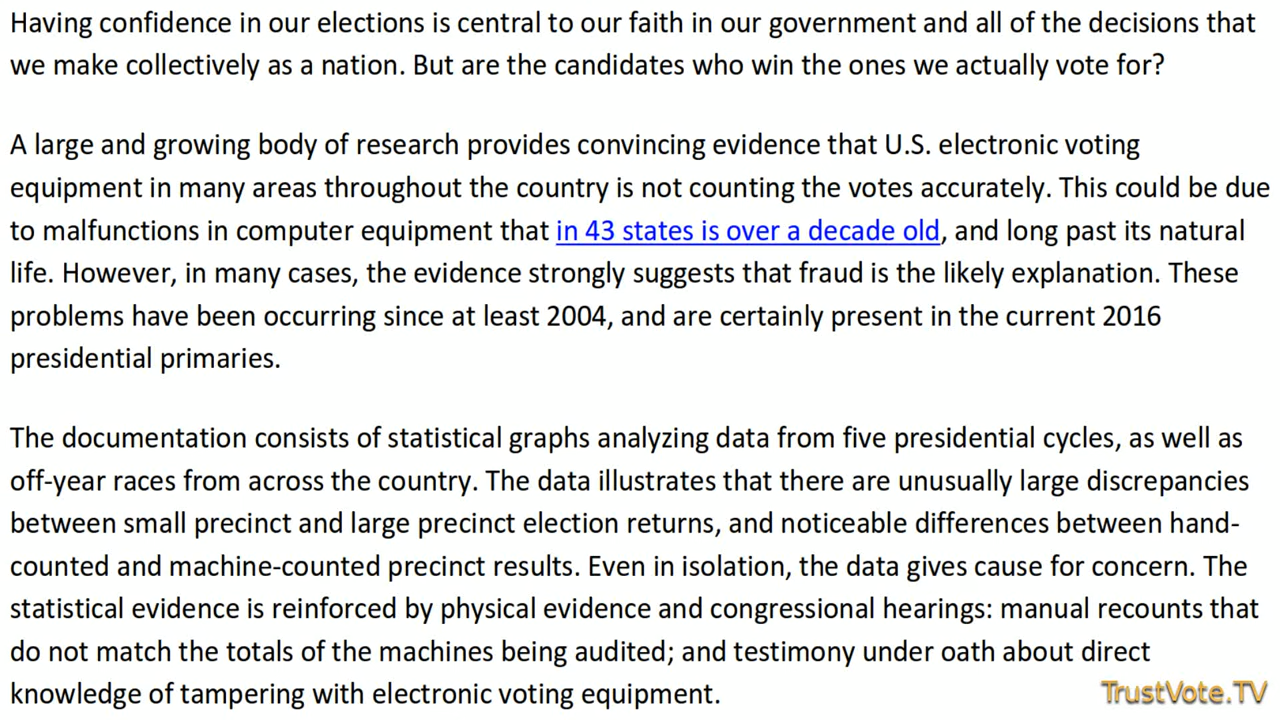 Having confidence in our elections is central to our faith in our government and all of the decisions that
we make collectively as a nation. But are the candidates who win the ones we actually vote for?
A large and growing body of research provides convincing evidence that U.S. electronic voting
equipment in many areas throughout the country is not counting the votes accurately. This could be due
to malfunctions in computer equipment that in 43 states is over a decade old, and long past its natural
life. However, in many cases, the evidence strongly suggests that fraud is the likely explanation. These
problems have been occurring since at least 2004, and are certainly present in the current 2016
presidential primaries.
The documentation consists of statistical graphs analyzing data from five presidential cycles, as well as
off-year races from across the country. The data illustrates that there are unusually large discrepancies
between small precinct and large precinct election returns, and noticeable differences between hand-
counted and machine-counted precinct results. Even in isolation, the data gives cause for concern. The
statistical evidence is reinforced by physical evidence and congressional hearings: manual recounts that
do not match the totals of the machines being audited; and testimony under oath about direct
knowledge of tampering with electronic voting equipment.
TrustVote.TV